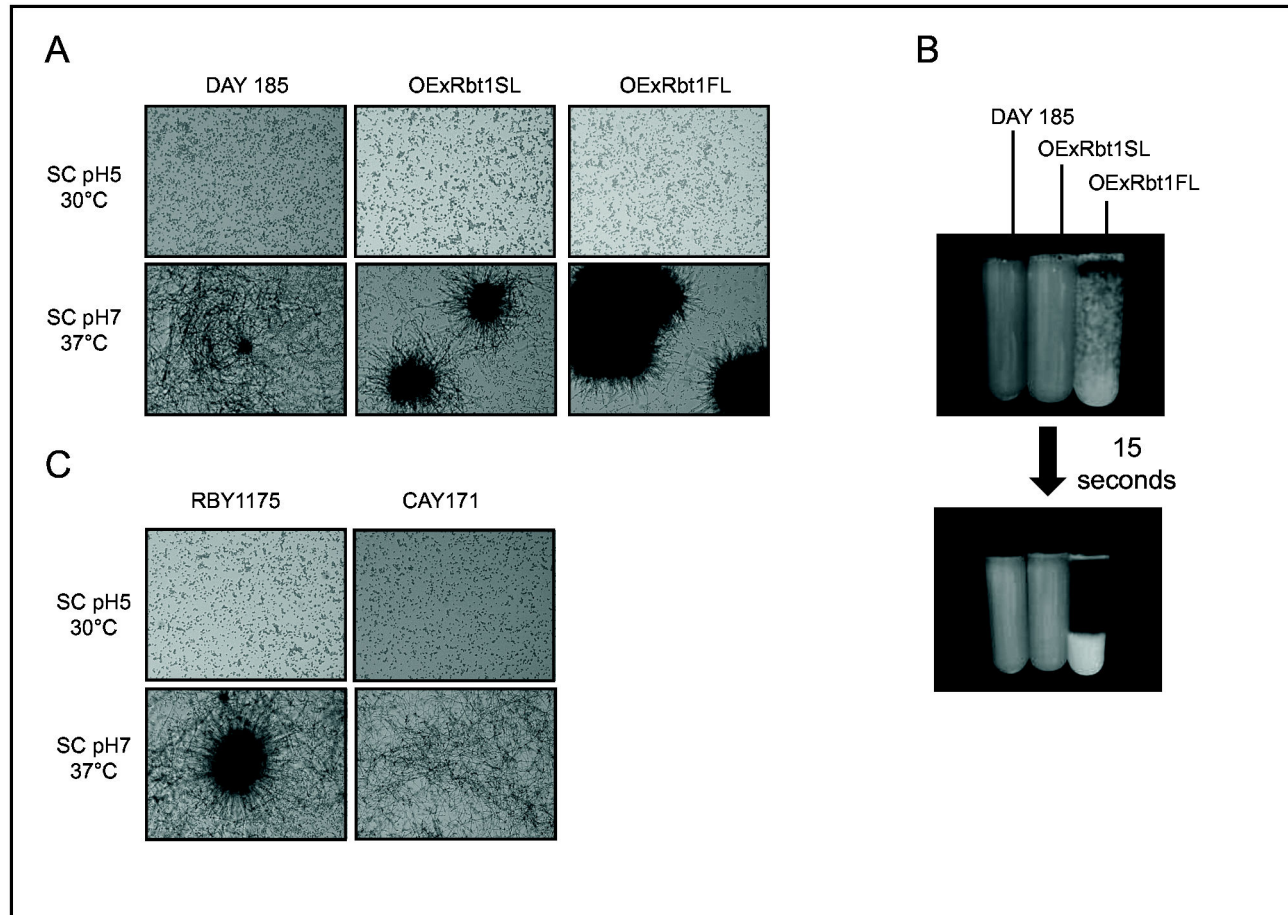 A
DAY 185
OExRbt1SL
OExRbt1FL
SC pH5
30°C
SC pH7
37°C
B
DAY 185
OExRbt1SL
OExRbt1FL
15
seconds
C
RBY1175
CAY171
SC pH5
30°C
SC pH7
37°C